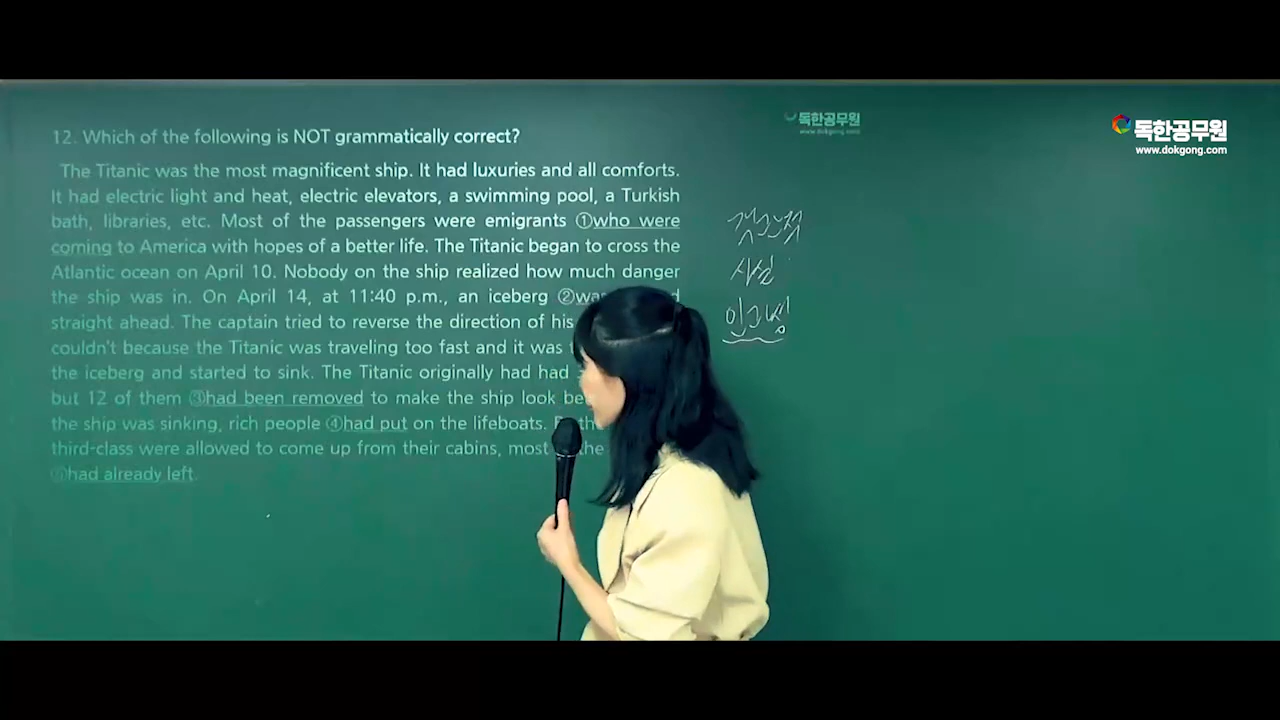 12. Which of the following is NOT grammatically correct?
The Titanic was the most magnificent ship. It had luxuries and all comforts.
It had electric light and heat, electric elevators, a swimming pool, a Turkish
bath, libraries, etc. Most of the passengers were emigrants ①who were
coming to America with hopes of a better life. The Titanic began to cross the
Atlantic ocean on April 10. Nobody on the ship realized how much danger
the ship was in. On April 14, at 11:40 p.m., an iceberg ②
straight ahead. The captain tried to reverse the direction of his
couldn't because the Titanic was traveling too fast and it was
the iceberg and started to sink. The Titanic originally had had
but 12 of them ③had been removed to make the ship look
the ship was sinking, rich people ④had put on the lifeboats.
third-class were allowed to come up from their cabins, most
⑤had already left.
독한공무원
www.dokgong.com
사실
독한공무원
www.dokgong.com